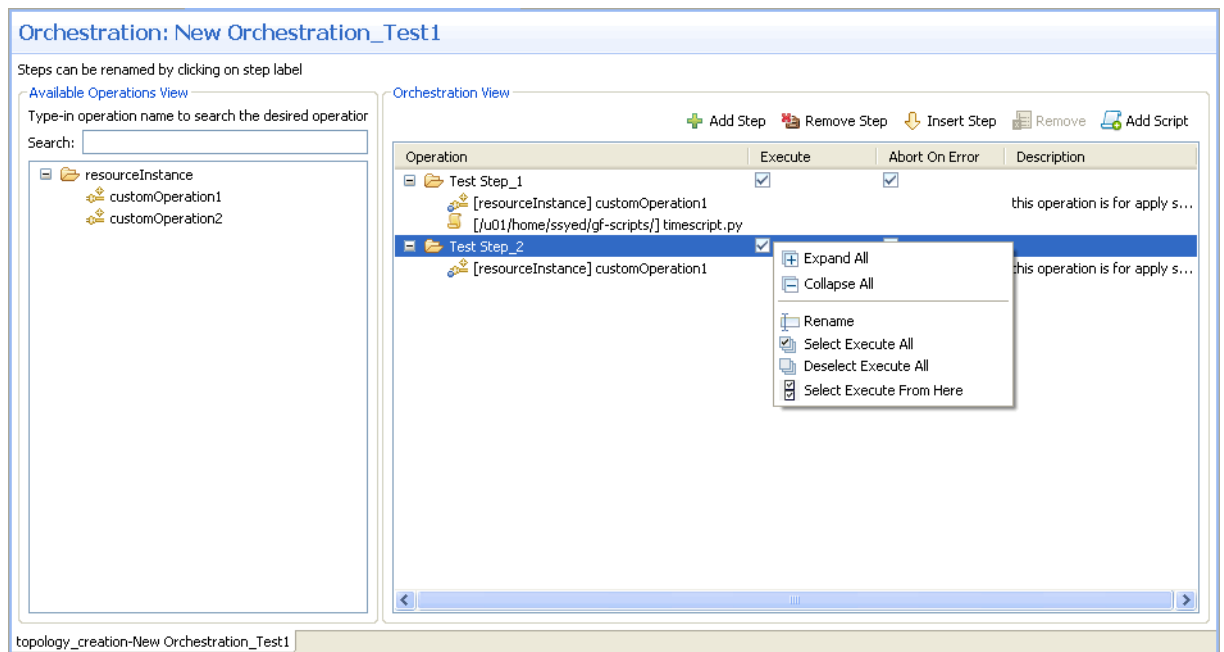 Orchestration: New Orchestration_Test1
Steps can be renamed by clicking on step label
Available Operations View
Type-in operation name to search the desired operatior
Search:
resourceInstance
customOperation1
customOperation2
Orchestration View
Add Step Remove Step Insert Step Remove Add Script
Operation Execute Abort On Error Description
Test Step_1
[resourceInstance] customOperation1 this operation is for apply s...
[/u01/home/ssyed/gf-scripts/] timescript.py
Test Step_2
[resourceInstance] customOperation1 this operation is for apply s...
Expand All
Collapse All
Rename
Select Execute All
Deselect Execute All
Select Execute From Here
topology_creation-New Orchestration_Test1